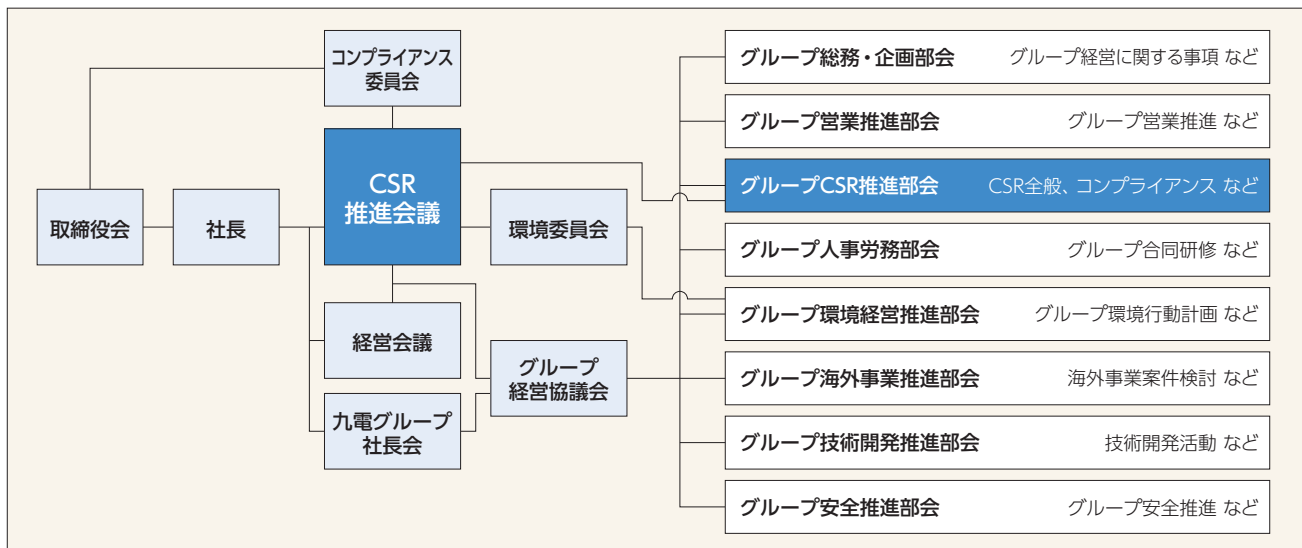 コンプライアンス
委員会
CSR
推進会議
取締役会
社長
環境委員会
経営会議
グループ
経営協議会
九電グループ
社長会
グループ総務・企画部会 グループ経営に関する事項 など
グループ営業推進部会 グループ営業推進 など
グループCSR推進部会 CSR全般、コンプライアンス など
グループ人事労務部会 グループ合同研修 など
グループ環境経営推進部会 グループ環境行動計画 など
グループ海外事業推進部会 海外事業案件検討 など
グループ技術開発推進部会 技術開発活動 など
グループ安全推進部会 グループ安全推進 など